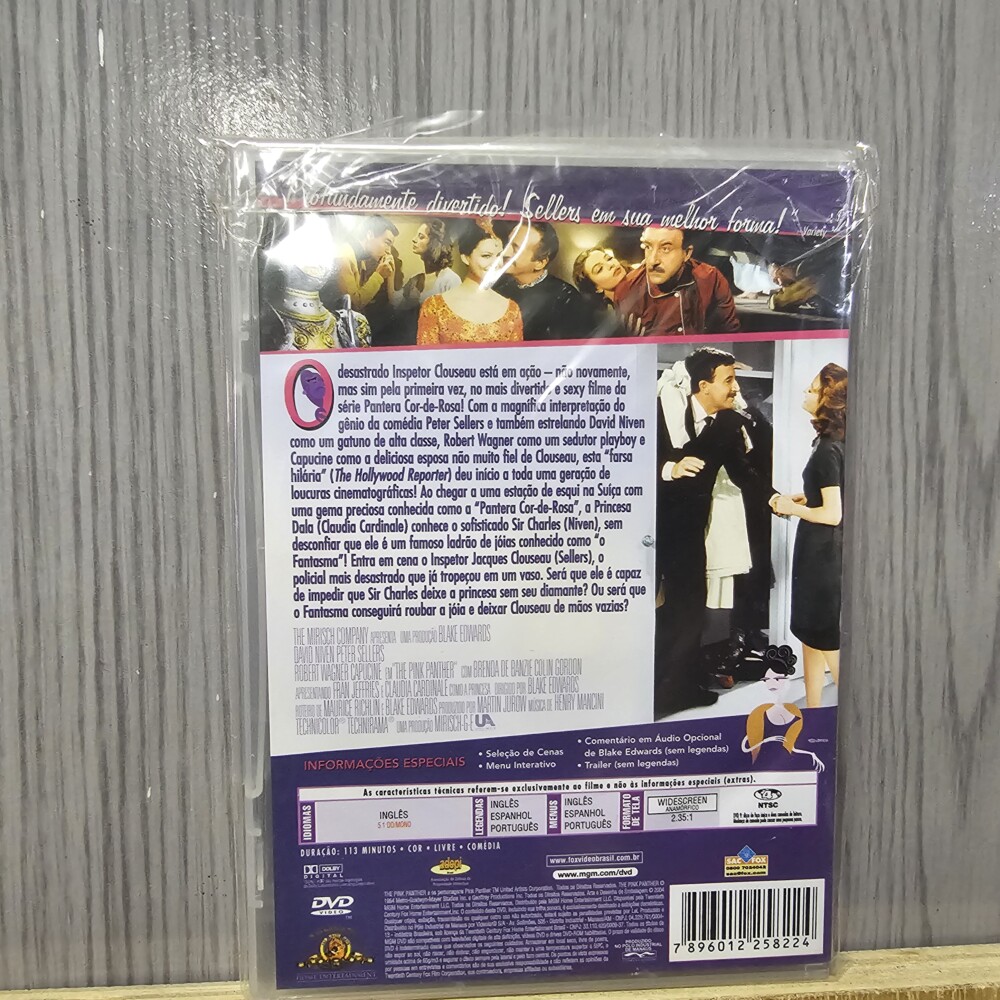 ofundamente divertido! Sellers em sua melhor forma!"
Variety
O desastrado Inspetor Clouseau está em ação – não novamente,
mas sim pela primeira vez, no mais divertido e sexy filme da
série Pantera Cor-de-Rosa! Com a magnífica interpretação do
gênio da comédia Peter Sellers e também estrelando David Niven
como um gatuno de alta classe, Robert Wagner como um sedutor playboy e
Capucine como a deliciosa esposa não muito fiel de Clouseau, esta "farsa
hilária" (The Hollywood Reporter) deu início a toda uma geração de
loucuras cinematográficas! Ao chegar a uma estação de esqui na Suíça com
uma gema preciosa conhecida como a "Pantera Cor-de-Rosa", a Princesa
Dala (Claudia Cardinale) conhece o sofisticado Sir Charles (Niven), sem
desconfiar que ele é um famoso ladrão de jóias conhecido como "o
Fantasma"! Entra em cena o Inspetor Jacques Clouseau (Sellers), o
policial mais desastrado que já tropeçou em um vaso. Será que ele é capaz
de impedir que Sir Charles deixe a princesa sem seu diamante? Ou será que
o Fantasma conseguirá roubar a jóia e deixar Clouseau de mãos vazias?
THE MIRISCH COMPANY APRESENTA UMA PRODUÇÃO BLAKE EDWARDS
DAVID NIVEN PETER SELLERS
ROBERT WAGNER CAPUCINE EM "THE PINK PANTHER" COM BRENDA DE BANZIE COLIN GORDON
APRESENTANDO FRAN JEFFRIES E CLAUDIA CARDINALE COMO A PRINCESA DIRIGIDO POR BLAKE EDWARDS
ROTEIRO DE MAURICE RICHLIN E BLAKE EDWARDS PRODUZIDO POR MARTIN JUROW MÚSICA DE HENRY MANCINI
TECHNICOLOR® TECHNIRAMA® UMA PRODUÇÃO MIRISCH-G-E UA
INFORMAÇÕES ESPECIAIS
• Seleção de Cenas
• Menu Interativo
• Comentário em Áudio Opcional
de Blake Edwards (sem legendas)
• Trailer (sem legendas)
As características técnicas referem-se exclusivamente ao filme e não às informações especiais (extras).
IDIOMAS
INGLÊS
5.1 DD/MONO
LEGENDAS
INGLÊS
ESPANHOL
PORTUGUÊS
MENUS
INGLÊS
ESPANHOL
PORTUGUÊS
FORMATO DE TELA
WIDESCREEN
ANAMÓRFICO
2.35:1
NTSC
DURAÇÃO: 113 MINUTOS • COR • LIVRE • COMÉDIA
DOLBY
DIGITAL
adepi
www.foxvideobrasil.com.br
www.mgm.com/dvd
SAC FOX
DVD
VIDEO
PRODUZIDO
NO POLO INDUSTRIAL
DE MANAUS
HOME ENTERTAINMENT
7 896012 258224